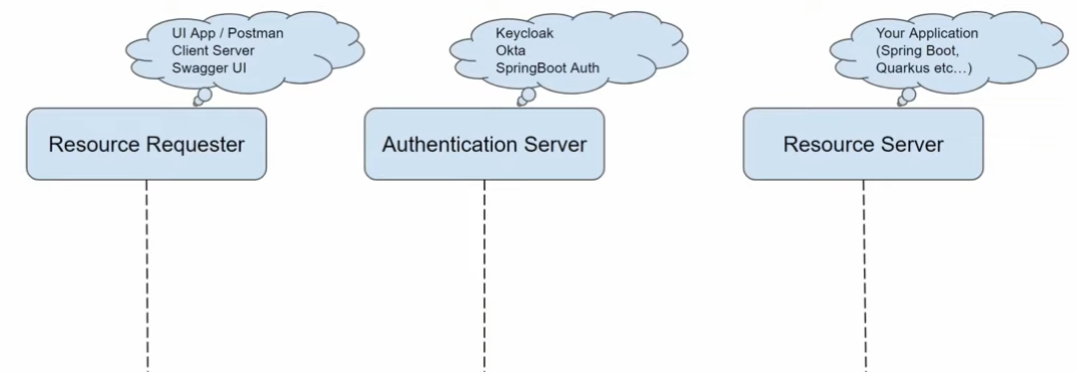 UI App / Postman
Client Server
Swagger UI
Resource Requester
Keycloak
Okta
SpringBoot Auth
Authentication Server
Your Application
(Spring Boot,
Quarkus etc...)
Resource Server